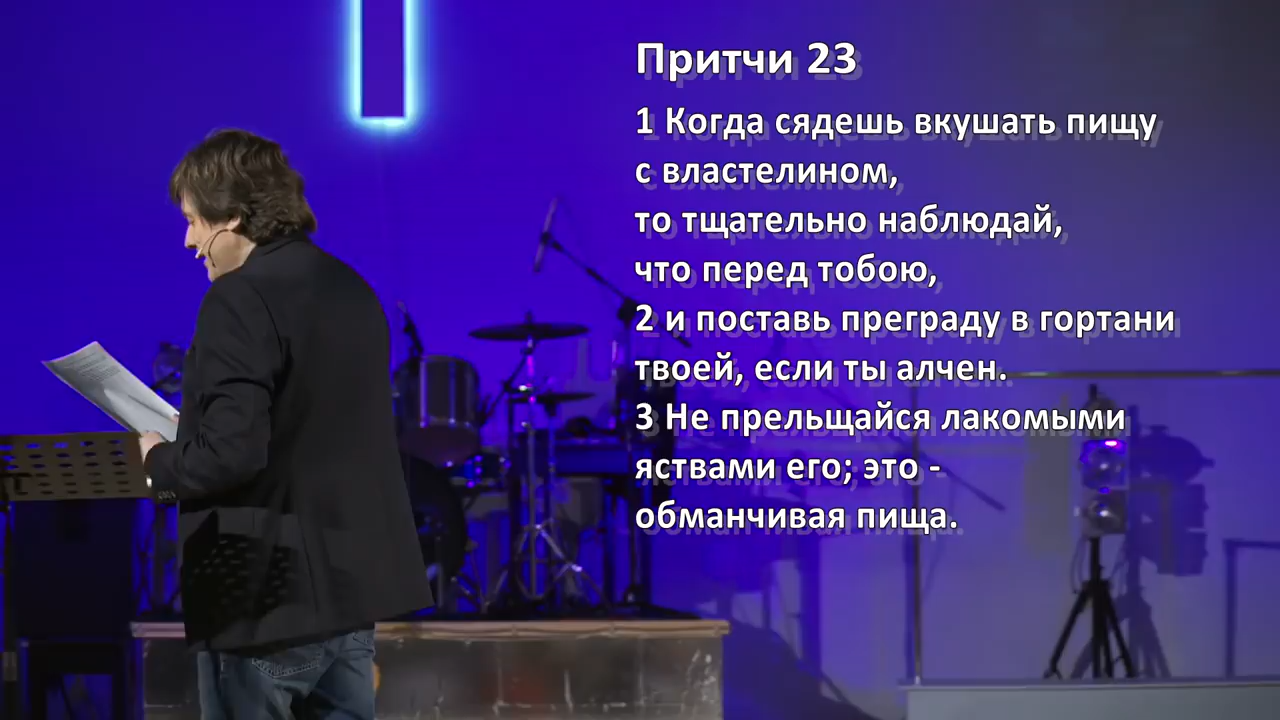 Притчи 23
1 Когда сядешь вкушать пищу
с властелином,
то тщательно наблюдай,
что перед тобою,
2 и поставь преграду в гортани
твоей, если ты алчен.
3 Не прельщайся лакомыми
яствами его; это -
обманчивая пища.